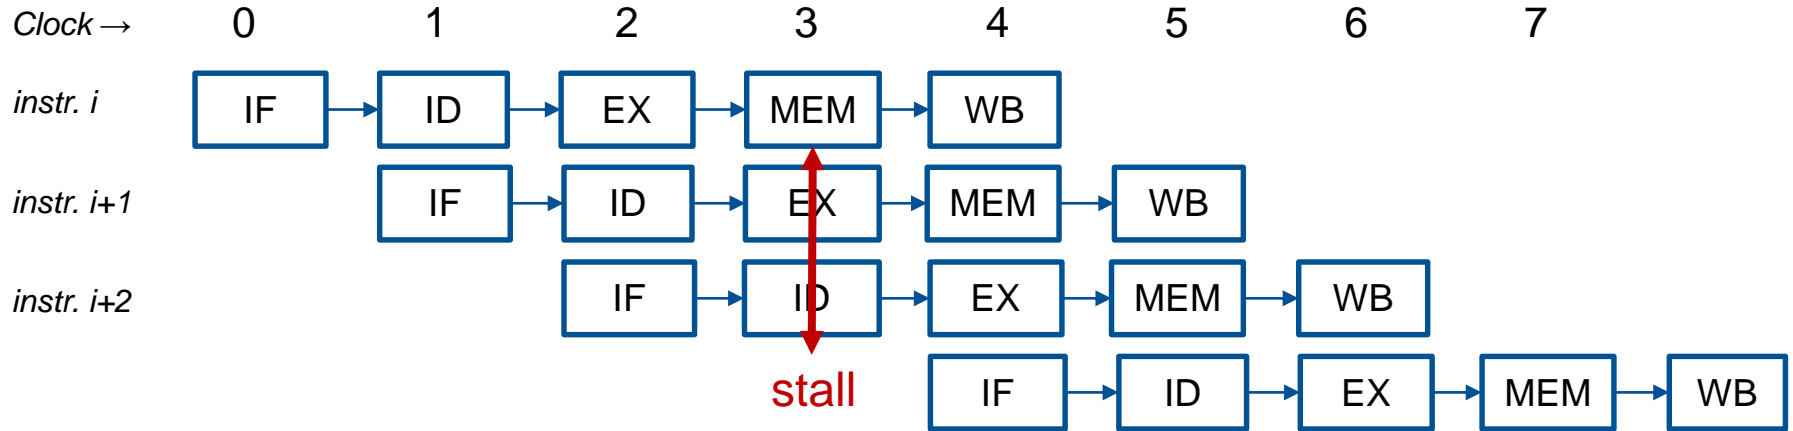 Clock → 0 1 2 3 4 5 6 7
instr. i IF ID EX MEM WB
instr. i+1 IF ID EX MEM WB
instr. i+2 IF ID EX MEM WB
stall IF ID EX MEM WB